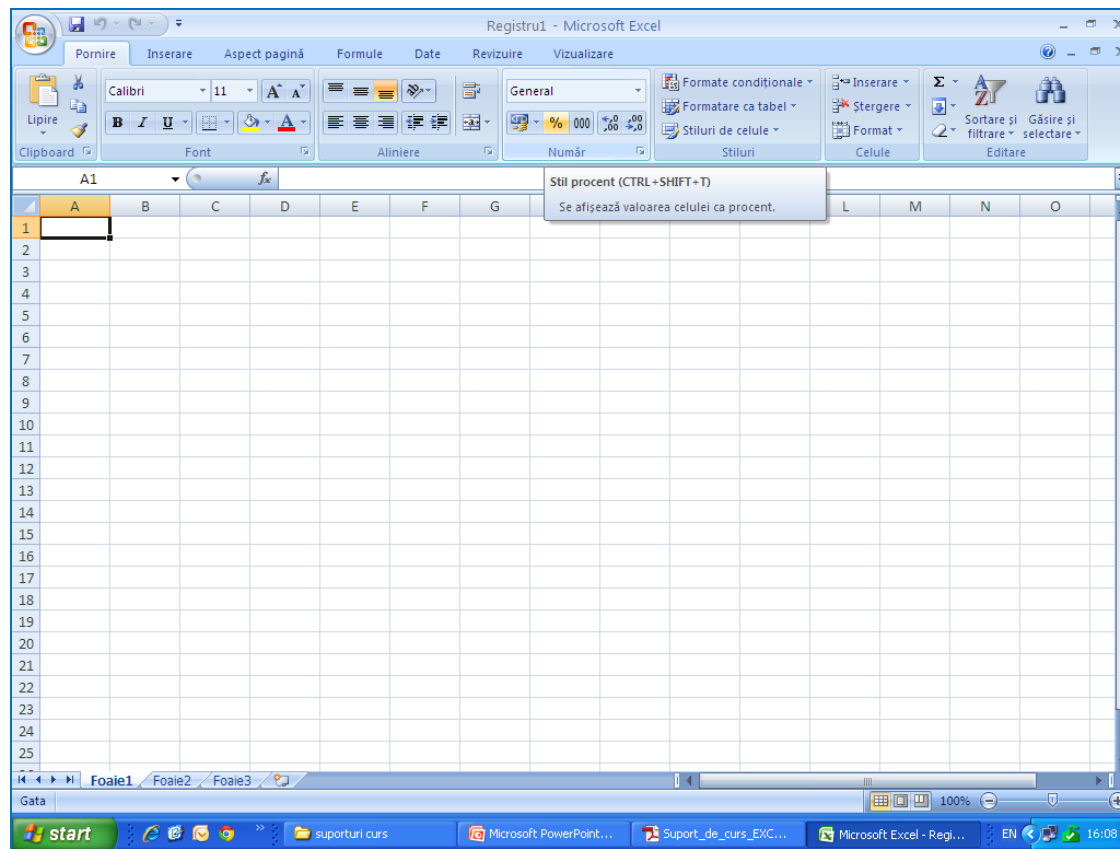 Registru1 - Microsoft Excel
Pornire Inserare Aspect pagină Formule Date Revizuire Vizualizare
Lipire
Calibri 11 A A
B I U A
General
% 000
Formate condiționale
Formatare ca tabel
Stiluri de celule
Inserare
Ștergere
Format
Σ
Sortare și filtrare
Găsire și selectare
Clipboard Font Aliniere Număr Stiluri Celule Editare
A1 fx
Stil procent (CTRL+SHIFT+T)
Se afișează valoarea celulei ca procent.
A B C D E F G L M N O
1
2
3
4
5
6
7
8
9
10
11
12
13
14
15
16
17
18
19
20
21
22
23
24
25
Foaie1 Foaie2 Foaie3
Gata 100%
start suporturi curs Microsoft PowerPoint... Suport_de_curs_EXC... Microsoft Excel - Regi... EN 16:08